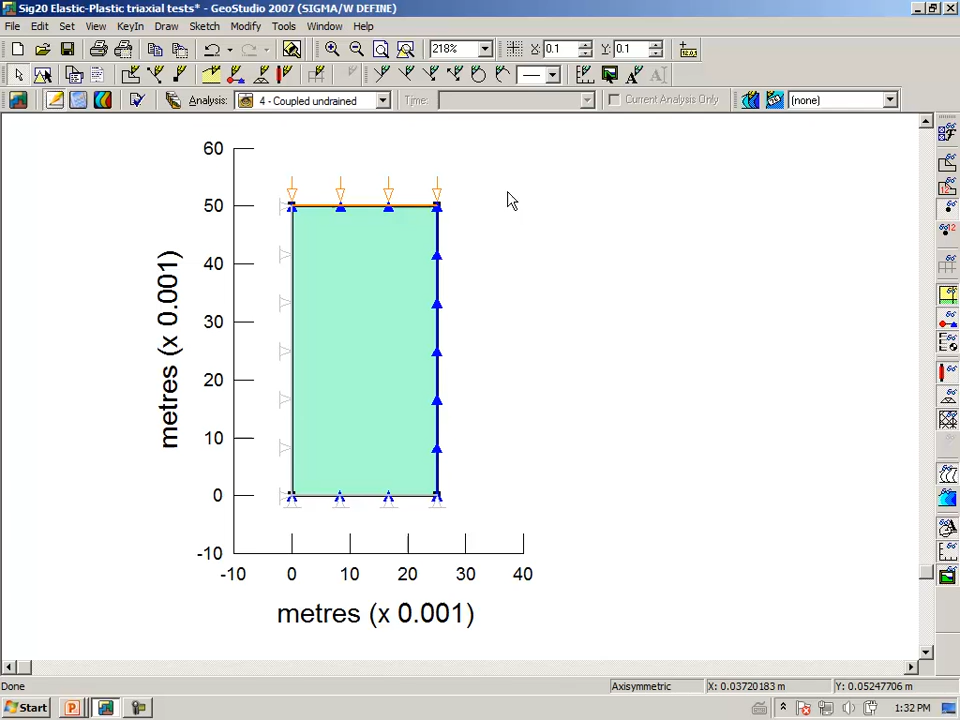 Sig20 Elastic-Plastic triaxial tests* - GeoStudio 2007 (SIGMA/W DEFINE)
File Edit Set View KeyIn Draw Sketch Modify Tools Window Help
218% X: 0.1 Y: 0.1
Analysis: 4 - Coupled undrained Time: Current Analysis Only (none)
60
50
40
30
20
10
0
-10
metres (x 0.001)
-10 0 10 20 30 40
metres (x 0.001)
Done Axisymmetric X: 0.03720183 m Y: 0.05247706 m
Start 1:32 PM